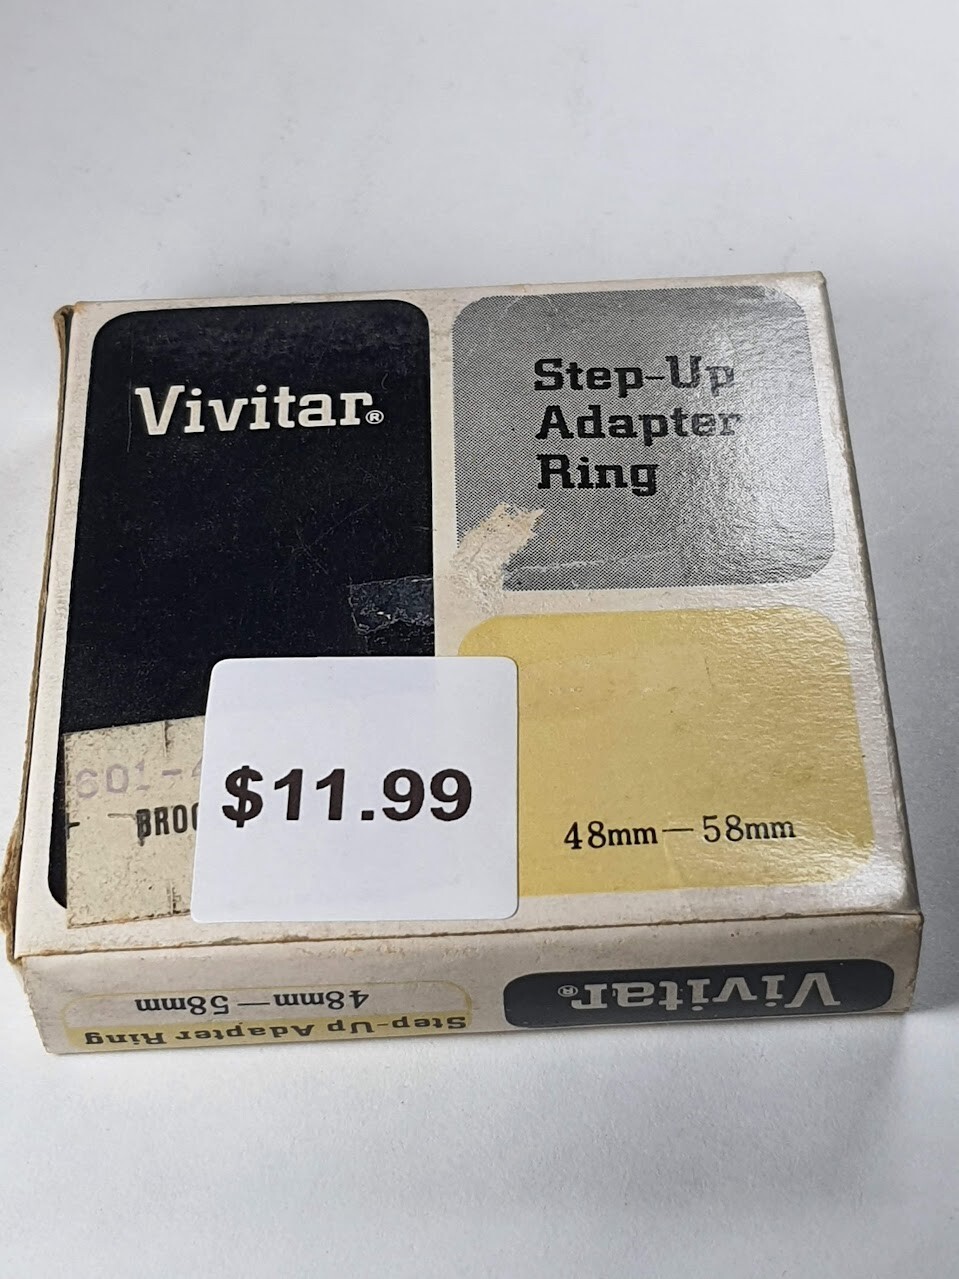 Vivitar®
Step-Up
Adapter
Ring
$11.99
48mm—58mm
Vivitar®
48mm—58mm
Step-Up Adapter Ring